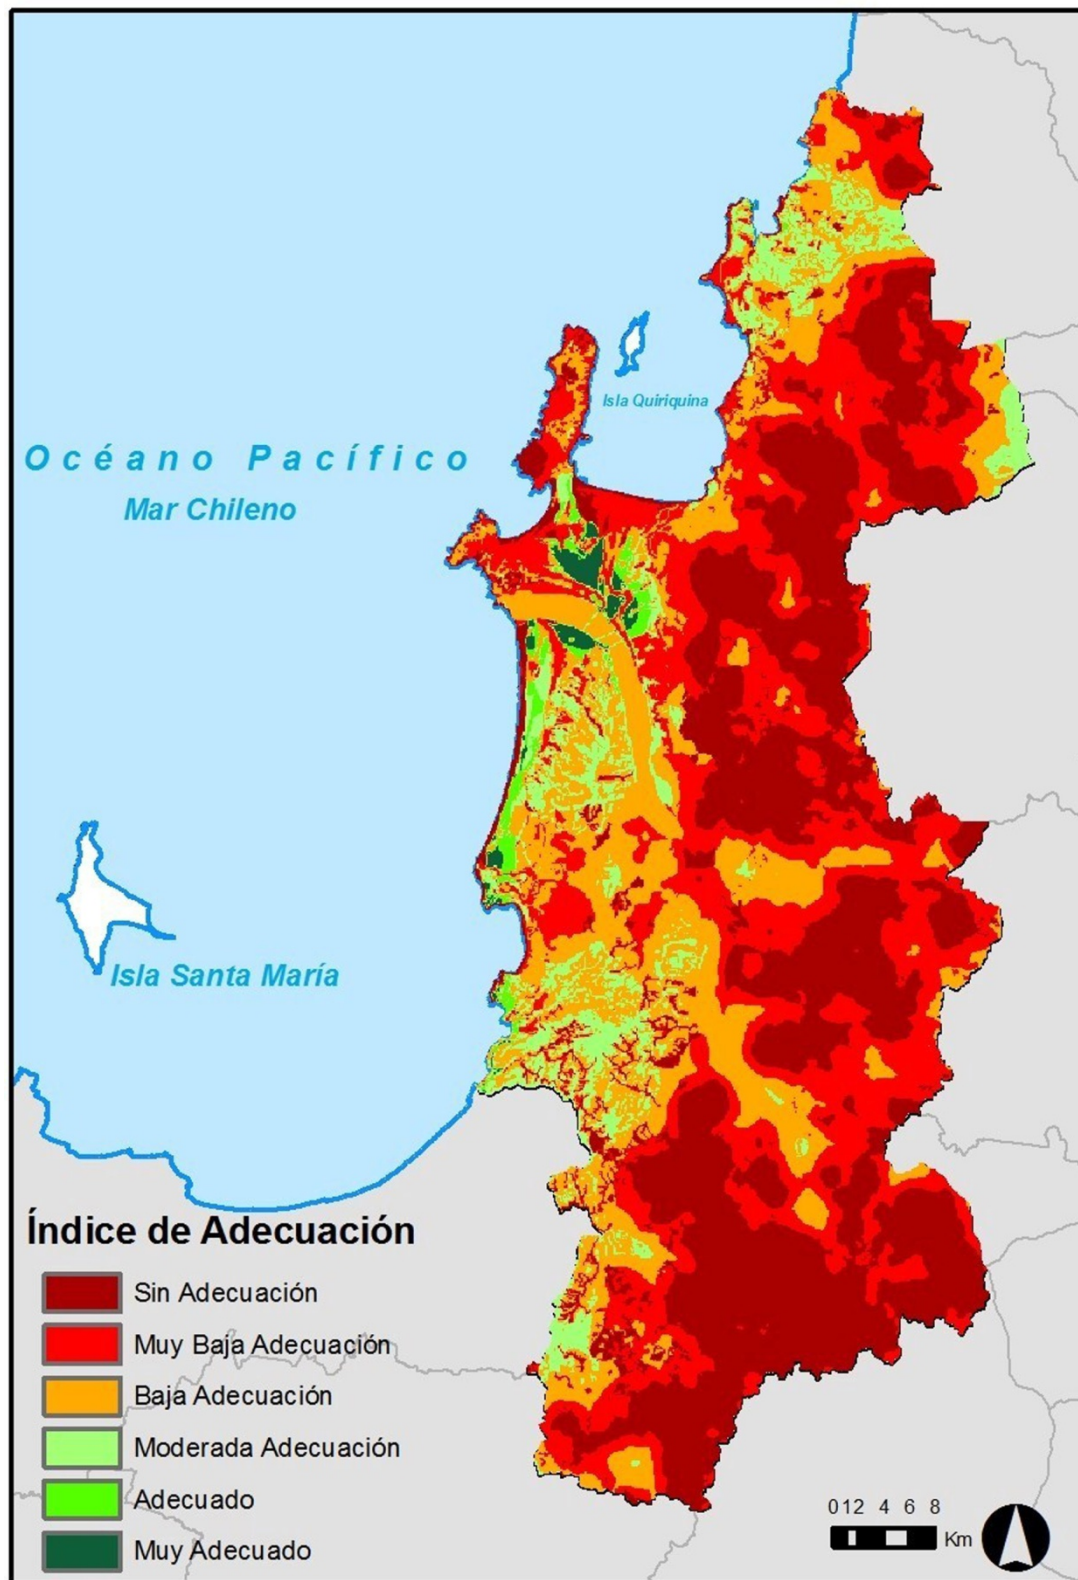 Isla Quiriquina
Océano Pacífico
Mar Chileno
Isla Santa María
Índice de Adecuación
Sin Adecuación
Muy Baja Adecuación
Baja Adecuación
Moderada Adecuación
Adecuado
Muy Adecuado
0 1 2 4 6 8
Km